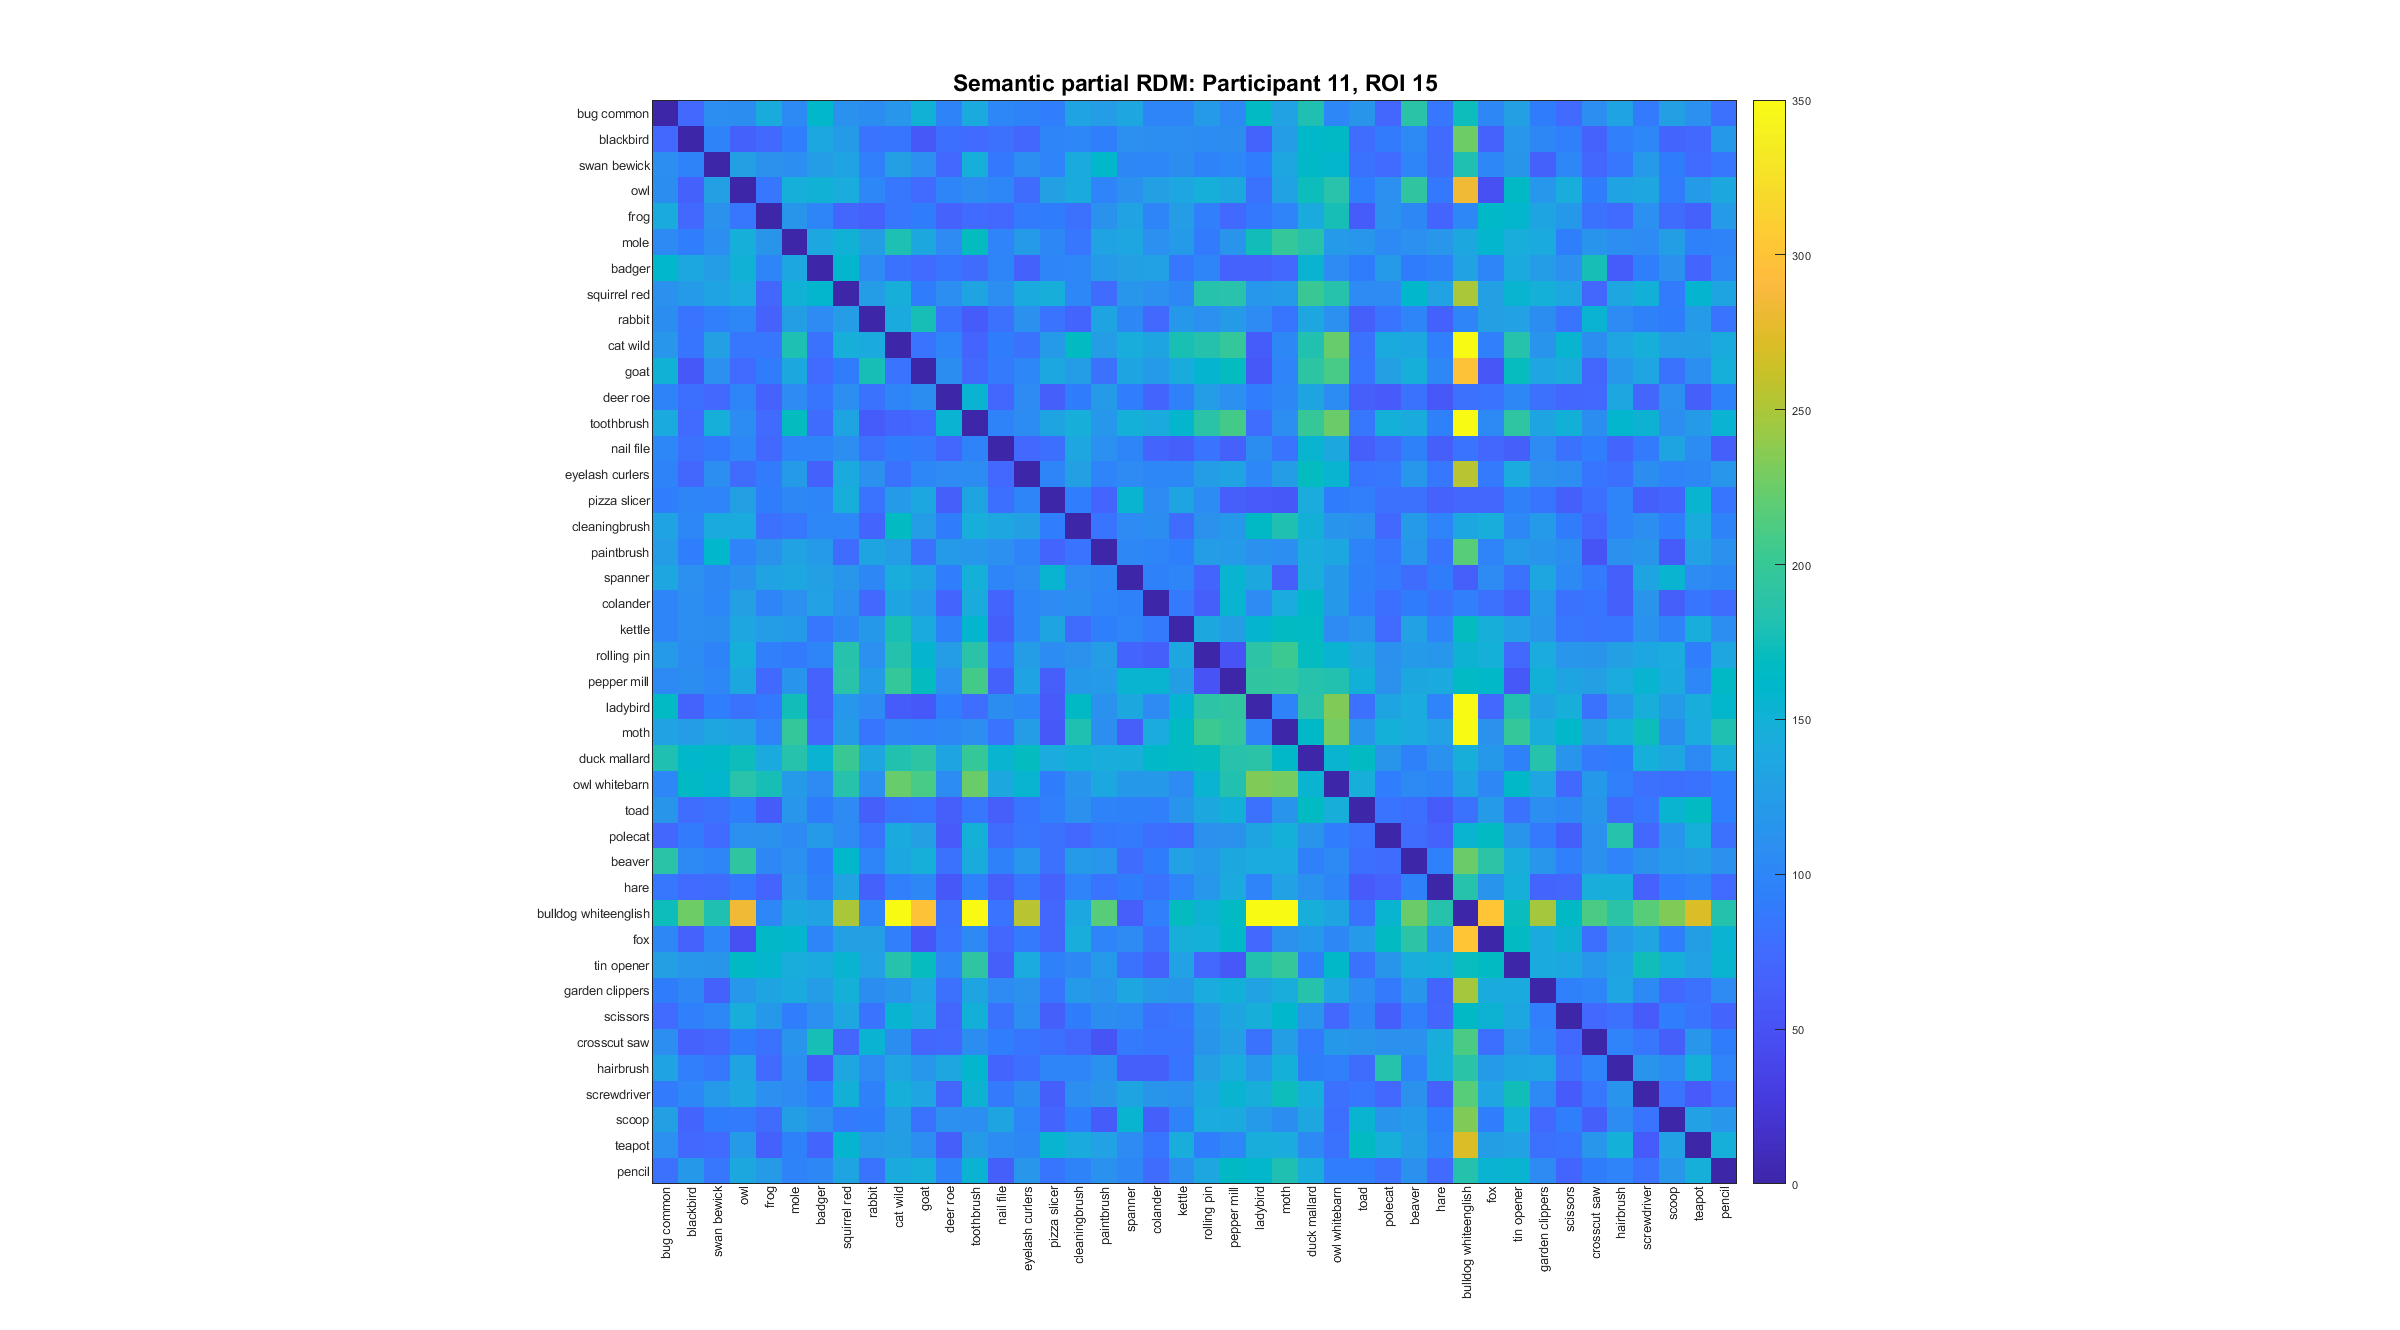 Semantic partial RDM: Participant 11, ROI 15
bug common
blackbird
swan bewick
owl
frog
mole
badger
squirrel red
rabbit
cat wild
goat
deer roe
toothbrush
nail file
eyelash curlers
pizza slicer
cleaningbrush
paintbrush
spanner
colander
kettle
rolling pin
pepper mill
ladybird
moth
duck mallard
owl whitebarn
toad
polecat
beaver
hare
bulldog whiteenglish
fox
tin opener
garden clippers
scissors
crosscut saw
hairbrush
screwdriver
scoop
teapot
pencil
bug common
blackbird
swan bewick
owl
frog
mole
badger
squirrel red
rabbit
cat wild
goat
deer roe
toothbrush
nail file
eyelash curlers
pizza slicer
cleaningbrush
paintbrush
spanner
colander
kettle
rolling pin
pepper mill
ladybird
moth
duck mallard
owl whitebarn
toad
polecat
beaver
hare
bulldog whiteenglish
fox
tin opener
garden clippers
scissors
crosscut saw
hairbrush
screwdriver
scoop
teapot
pencil
350
300
250
200
150
100
50
0